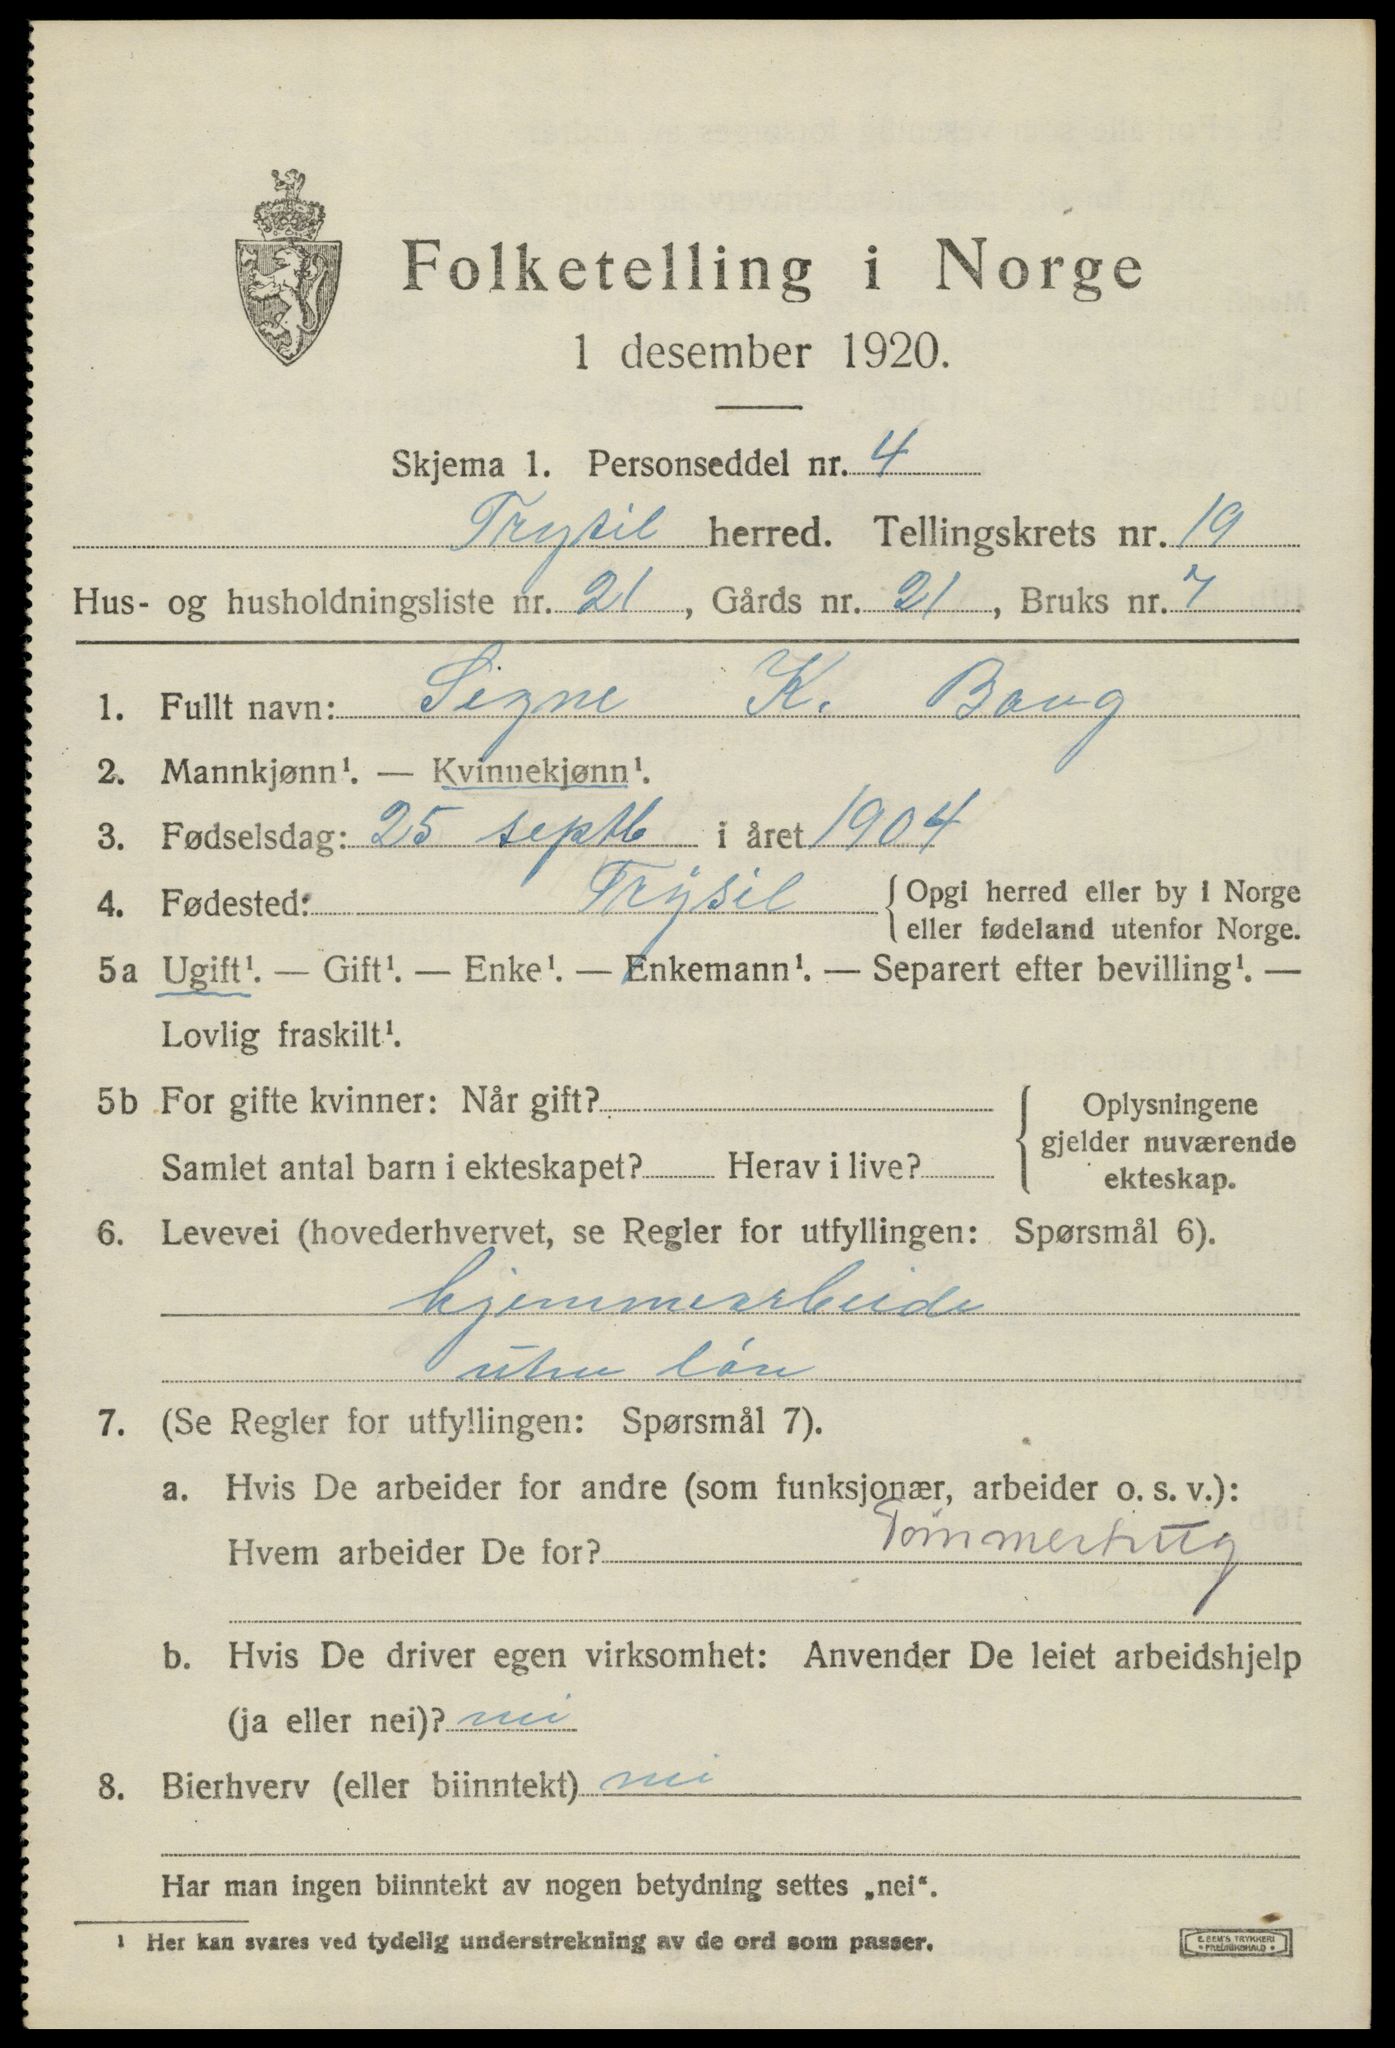 Folketelling i Norge
1 desember 1920.
Skjema 1. Personseddel nr. 4
Trysil herred. Tellingskrets nr. 19
Hus- og husholdningsliste nr. 21, Gårds nr. 21, Bruks nr. 7
1. Fullt navn: Signe K. Boug
2. Mannkjønn¹. — Kvinnekjønn¹.
3. Fødselsdag: 25 septb i året 1904
4. Fødested: Trysil { Opgi herred eller by i Norge
eller fødeland utenfor Norge.
5a Ugift¹. — Gift¹. — Enke¹. — Enkemann¹. — Separert efter bevilling¹. —
Lovlig fraskilt¹.
5b For gifte kvinner: Når gift?
Samlet antal barn i ekteskapet? Herav i live?
{ Oplysningene
gjelder nuværende
ekteskap.
6. Levevei (hovederhvervet, se Regler for utfyllingen: Spørsmål 6).
hjemmearbeide
uten løn
7. (Se Regler for utfyllingen: Spørsmål 7).
a. Hvis De arbeider for andre (som funksjonær, arbeider o. s. v.):
Hvem arbeider De for? Tømmerhug
b. Hvis De driver egen virksomhet: Anvender De leiet arbeidshjelp
(ja eller nei)? nei
8. Bierhverv (eller biinntekt) nei
Har man ingen biinntekt av nogen betydning settes „nei“.
¹ Her kan svares ved tydelig understrekning av de ord som passer.
E. SEM'S TRYKKERI
• FREDRIKSHALD •